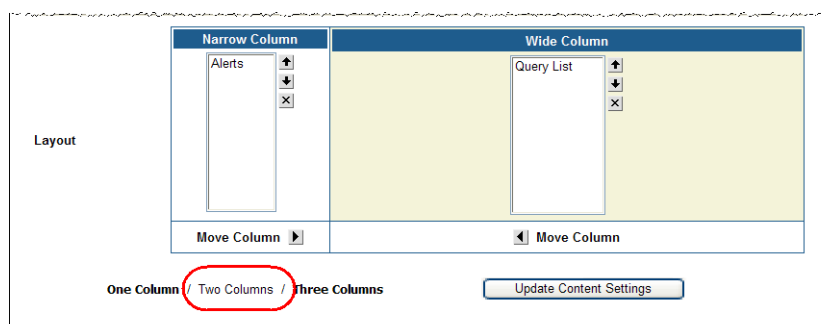 Narrow Column Wide Column
Alerts Query List
Layout
Move Column Move Column
One Column / Two Columns / Three Columns Update Content Settings